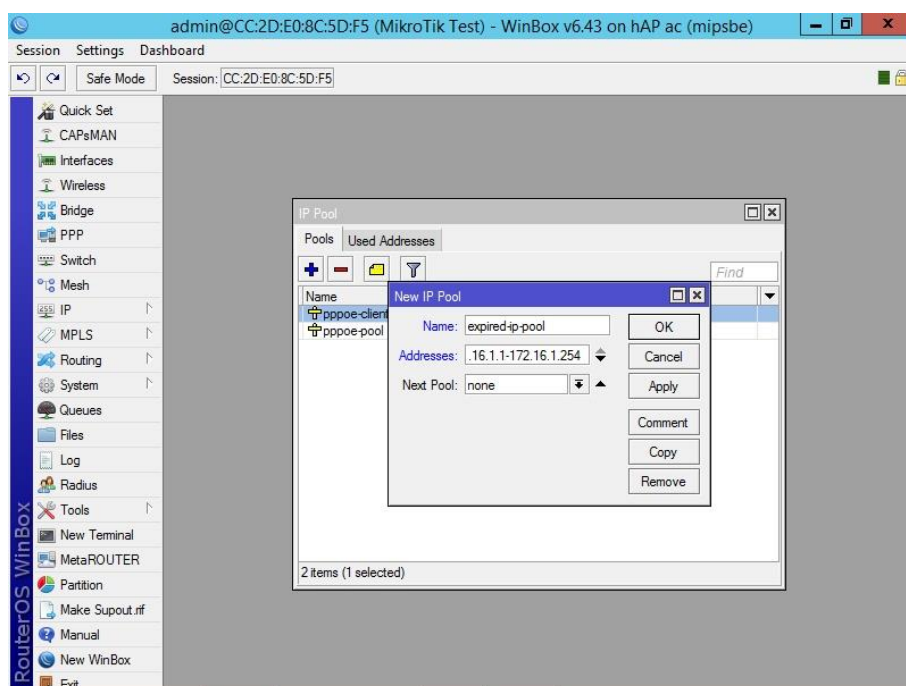 admin@CC:2D:E0:8C:5D:F5 (MikroTik Test) - WinBox v6.43 on hAP ac (mipsbe)
Session Settings Dashboard
Safe Mode Session: CC:2D:E0:8C:5D:F5
Quick Set
CAPsMAN
Interfaces
Wireless
Bridge
PPP
Switch
Mesh
IP
MPLS
Routing
System
Queues
Files
Log
Radius
Tools
New Terminal
MetaROUTER
Partition
Make Supout.rif
Manual
New WinBox
Exit
RouterOS WinBox
IP Pool
Pools Used Addresses
Find
Name
pppoe-client
pppoe-pool
2 items (1 selected)
New IP Pool
Name: expired-ip-pool
Addresses: .16.1.1-172.16.1.254
Next Pool: none
OK
Cancel
Apply
Comment
Copy
Remove